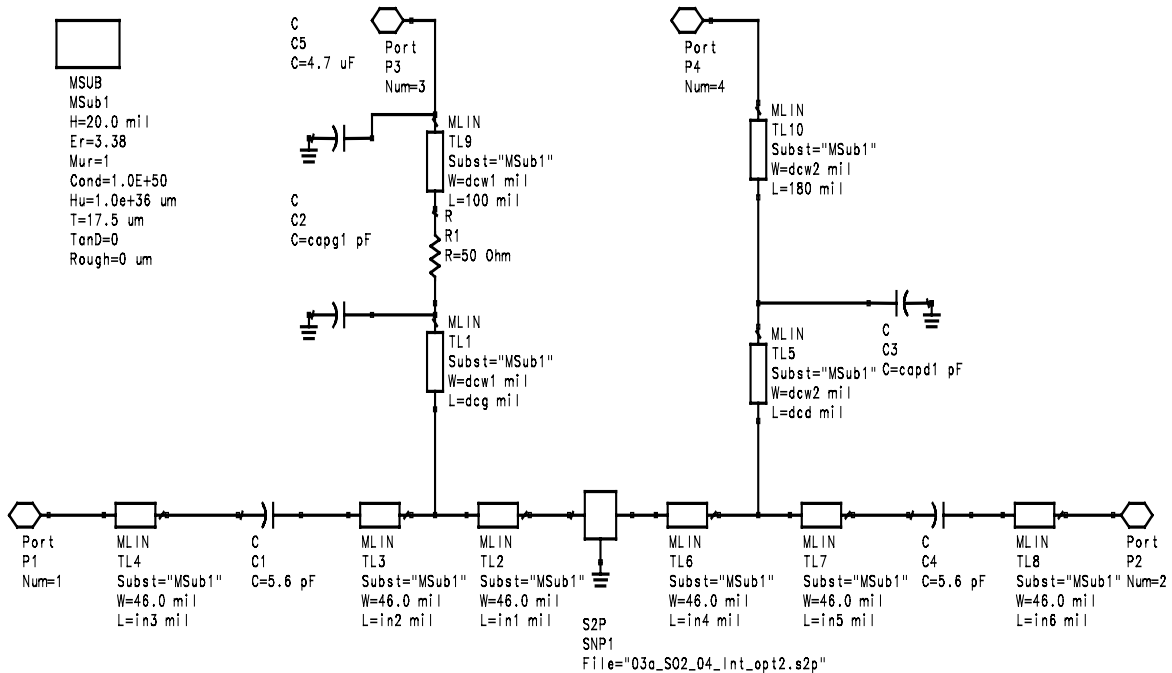 C
C5
C=4.7 uF
Port
P3
Num=3
Port
P4
Num=4
MSUB
MSub1
H=20.0 mil
Er=3.38
Mur=1
Cond=1.0E+50
Hu=1.0e+36 um
T=17.5 um
TanD=0
Rough=0 um
MLIN
TL9
Subst="MSub1"
W=dcw1 mil
L=100 mil
MLIN
TL10
Subst="MSub1"
W=dcw2 mil
L=180 mil
C
C2
C=capg1 pF
R
R1
R=50 Ohm
MLIN
TL1
Subst="MSub1"
W=dcw1 mil
L=dcg mil
MLIN
TL5
Subst="MSub1"
W=dcw2 mil
L=dcd mil
C
C3
C=capd1 pF
Port
P1
Num=1
MLIN
TL4
Subst="MSub1"
W=46.0 mil
L=in3 mil
C
C1
C=5.6 pF
MLIN
TL3
Subst="MSub1"
W=46.0 mil
L=in2 mil
MLIN
TL2
Subst="MSub1"
W=46.0 mil
L=in1 mil
S2P
SNP1
File="03a_S02_04_Int_opt2.s2p"
MLIN
TL6
Subst="MSub1"
W=46.0 mil
L=in4 mil
MLIN
TL7
Subst="MSub1"
W=46.0 mil
L=in5 mil
C
C4
C=5.6 pF
MLIN
TL8
Subst="MSub1"
W=46.0 mil
L=in6 mil
Port
P2
Num=2